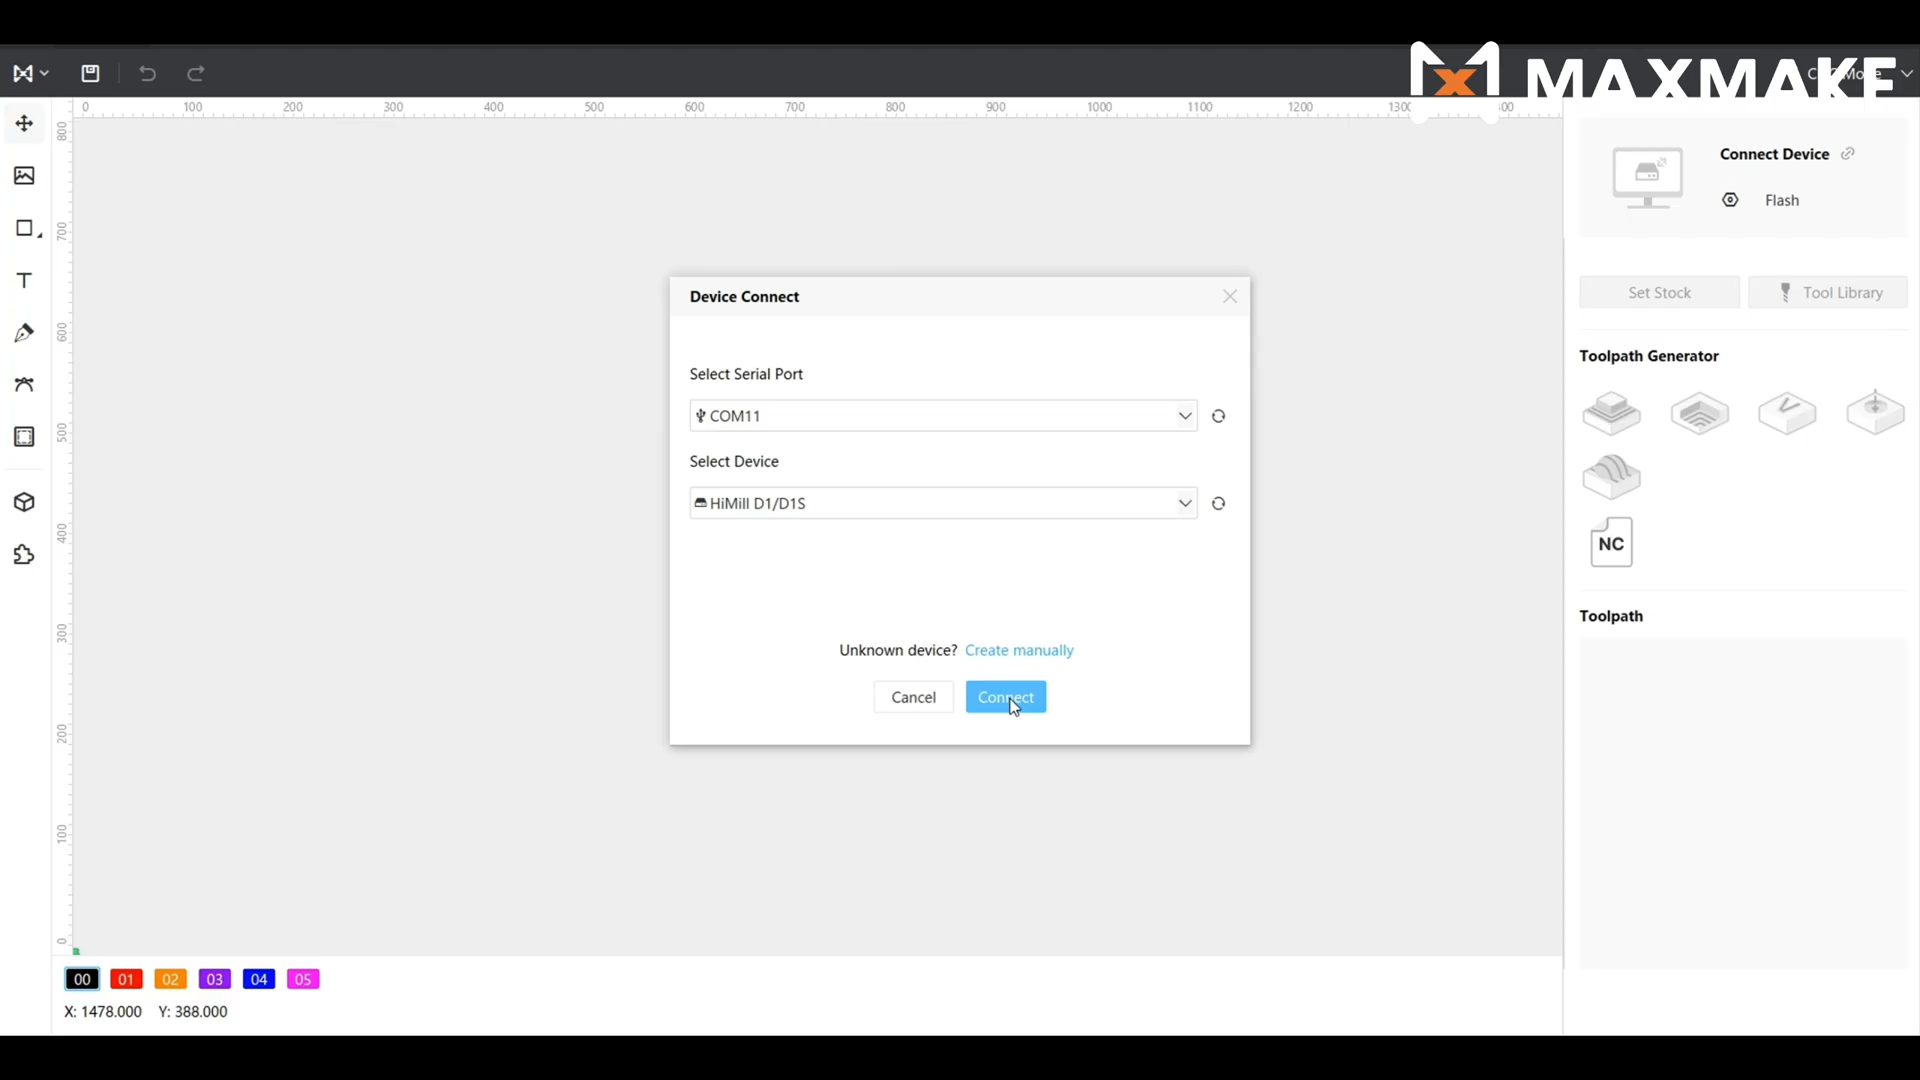 MAXMAKE
0 100 200 300 400 500 600 700 800 900 1000 1100 1200
800
700
600
500
400
300
200
100
0
Connect Device
Flash
Set Stock
Tool Library
Toolpath Generator
NC
Toolpath
Device Connect
Select Serial Port
COM11
Select Device
HiMill D1/D1S
Unknown device? Create manually
Cancel
Connect
00 01 02 03 04 05
X: 1478.000 Y: 388.000